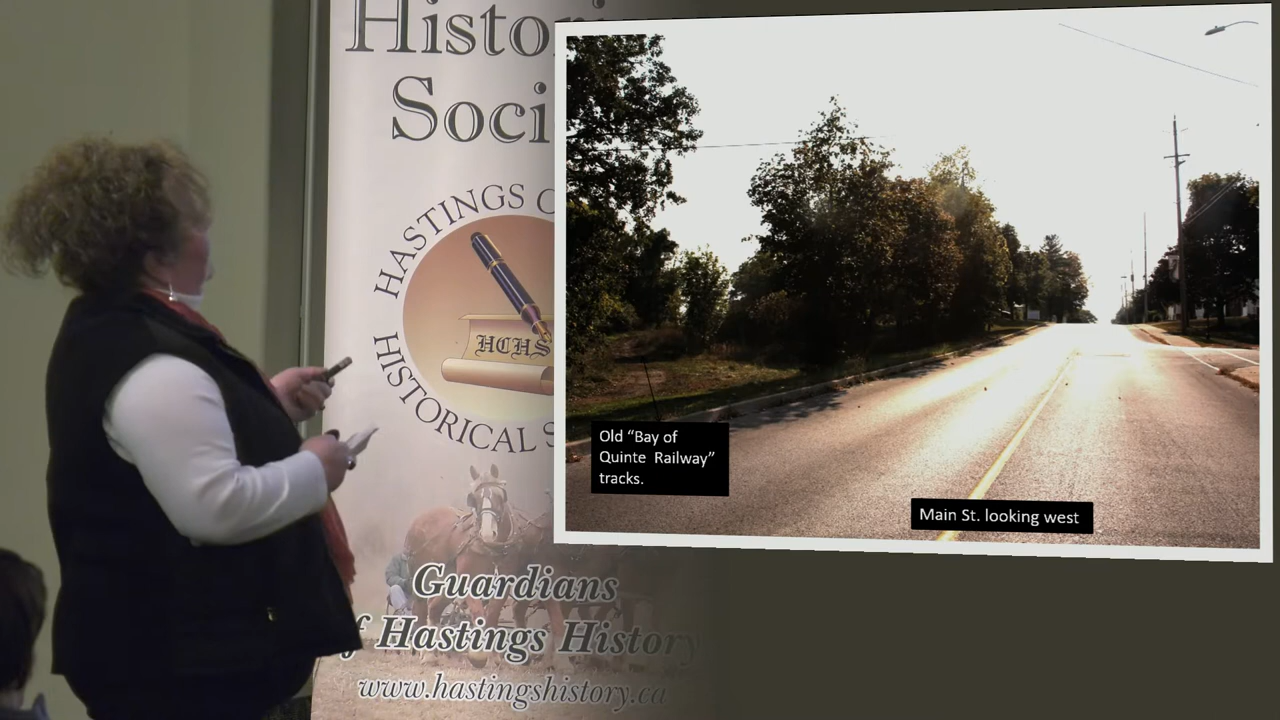 Histori
Soci
HASTINGS C
HISTORICAL S
HCHS
Guardians
f Hastings History
www.hastingshistory.ca
Old "Bay of
Quinte Railway"
tracks.
Main St. looking west